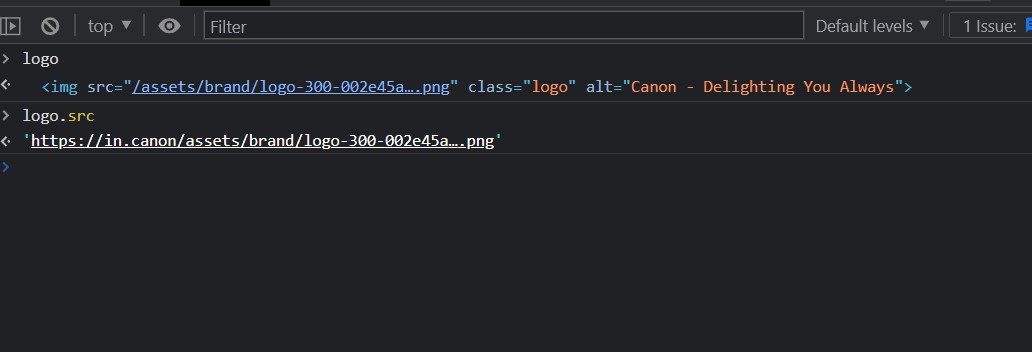 top ▼ Filter Default levels ▼ 1 Issue:
> logo
<img src="/assets/brand/logo-300-002e45a….png" class="logo" alt="Canon - Delighting You Always">
> logo.src
'https://in.canon/assets/brand/logo-300-002e45a….png'
>